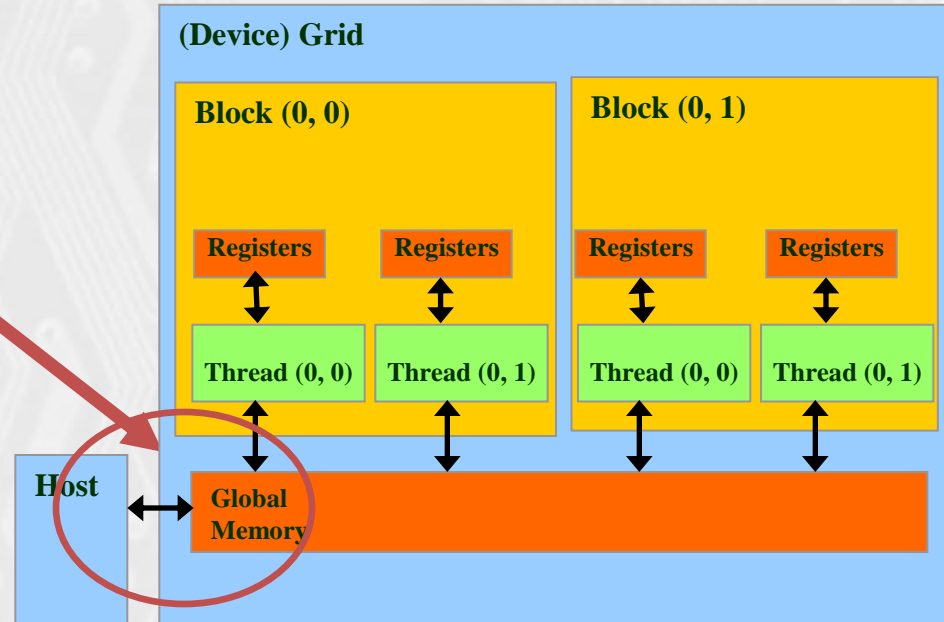 (Device) Grid
Block (0, 0)
Block (0, 1)
Registers
Registers
Registers
Registers
Thread (0, 0)
Thread (0, 1)
Thread (0, 0)
Thread (0, 1)
Host
Global
Memory